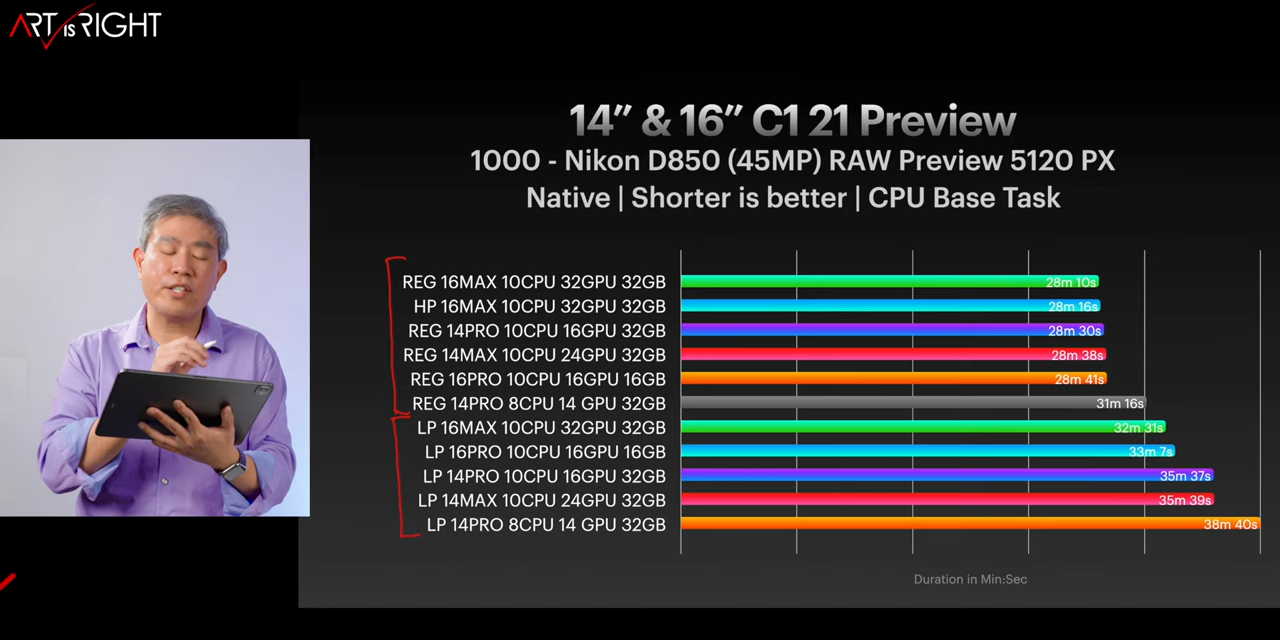 ART IS RIGHT
14” & 16” C1 21 Preview
1000 - Nikon D850 (45MP) RAW Preview 5120 PX
Native | Shorter is better | CPU Base Task
REG 16MAX 10CPU 32GPU 32GB 28m 10s
HP 16MAX 10CPU 32GPU 32GB 28m 16s
REG 14PRO 10CPU 16GPU 32GB 28m 30s
REG 14MAX 10CPU 24GPU 32GB 28m 38s
REG 16PRO 10CPU 16GPU 16GB 28m 41s
REG 14PRO 8CPU 14 GPU 32GB 31m 16s
LP 16MAX 10CPU 32GPU 32GB 32m 31s
LP 16PRO 10CPU 16GPU 16GB 33m 7s
LP 14PRO 10CPU 16GPU 32GB 35m 37s
LP 14MAX 10CPU 24GPU 32GB 35m 39s
LP 14PRO 8CPU 14 GPU 32GB 38m 40s
Duration in Min:Sec